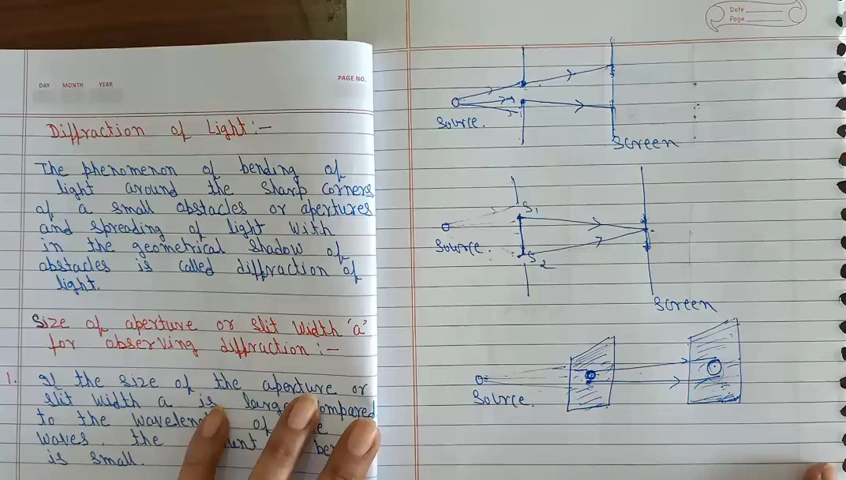 DAY MONTH YEAR
PAGE NO.
Diffraction of Light:-
The phenomenon of bending of
light around the sharp corners
of a small obstacles or apertures
and spreading of light with
in the geometrical shadow of
obstacles is called diffraction of
light.
Size of aperture or slit width 'a'
for observing diffraction:-
1. If the size of the aperture or
slit width a is large compared
to the of
waves. the
is small.
Date
Page
Source.
Screen
S1
Source.
S2
Screen
Source.